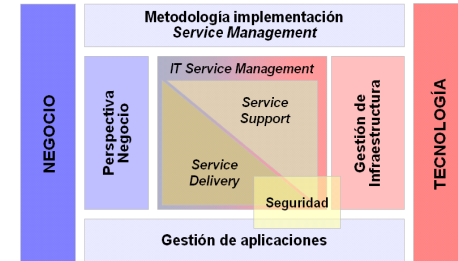 Metodología implementación
Service Management
NEGOCIO
Perspectiva
Negocio
IT Service Management
Service
Support
Service
Delivery
Seguridad
Gestión de
Infraestructura
TECNOLOGÍA
Gestión de aplicaciones